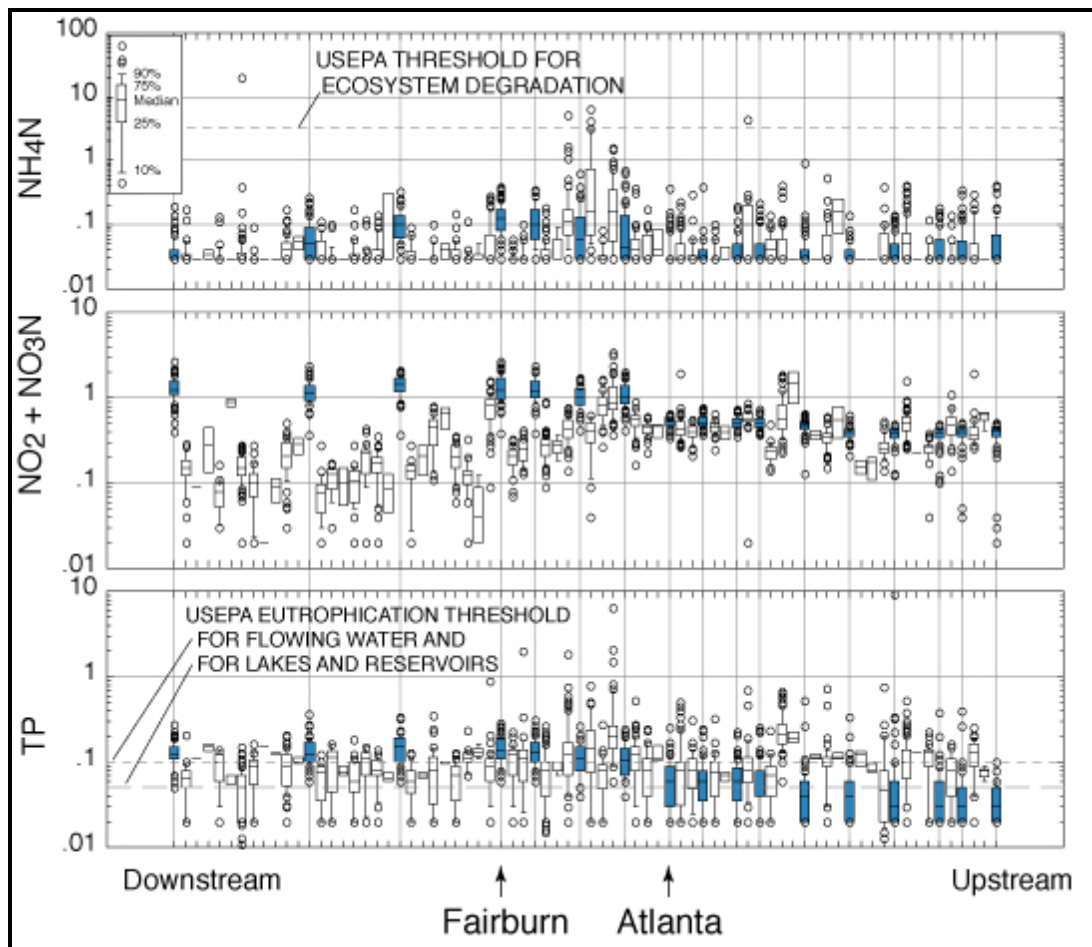 100
10
1
.1
.01
NH4N
90%
75%
Median
25%
10%
USEPA THRESHOLD FOR
ECOSYSTEM DEGRADATION
10
1
.1
.01
NO2 + NO3N
10
1
.1
.01
TP
USEPA EUTROPHICATION THRESHOLD
FOR FLOWING WATER AND
FOR LAKES AND RESERVOIRS
Downstream
Upstream
Fairburn
Atlanta